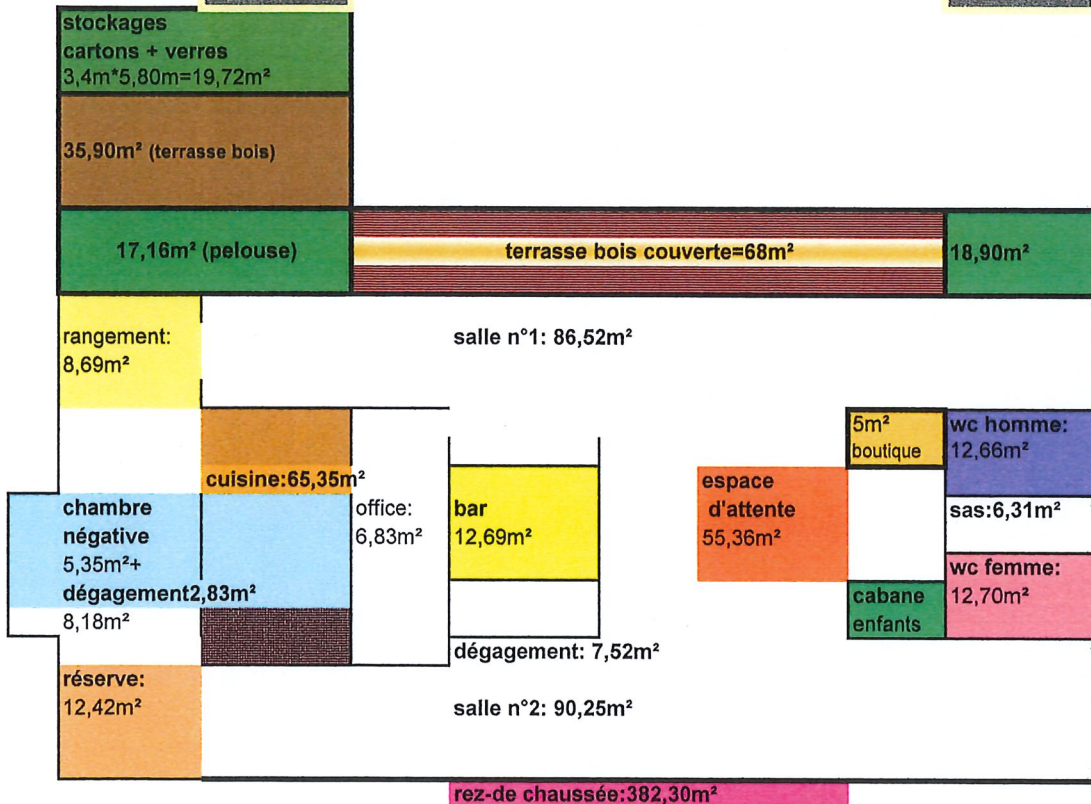 stockages
cartons + verres
3,4m*5,80m=19,72m²
35,90m² (terrasse bois)
17,16m² (pelouse)
terrasse bois couverte=68m²
18,90m²
rangement:
8,69m²
salle n°1: 86,52m²
cuisine:65,35m²
chambre
négative
5,35m²+
dégagement2,83m²
8,18m²
office:
6,83m²
bar
12,69m²
espace
d'attente
55,36m²
5m²
boutique
wc homme:
12,66m²
sas:6,31m²
wc femme:
12,70m²
cabane
enfants
dégagement: 7,52m²
réserve:
12,42m²
salle n°2: 90,25m²
rez-de chaussée:382,30m²